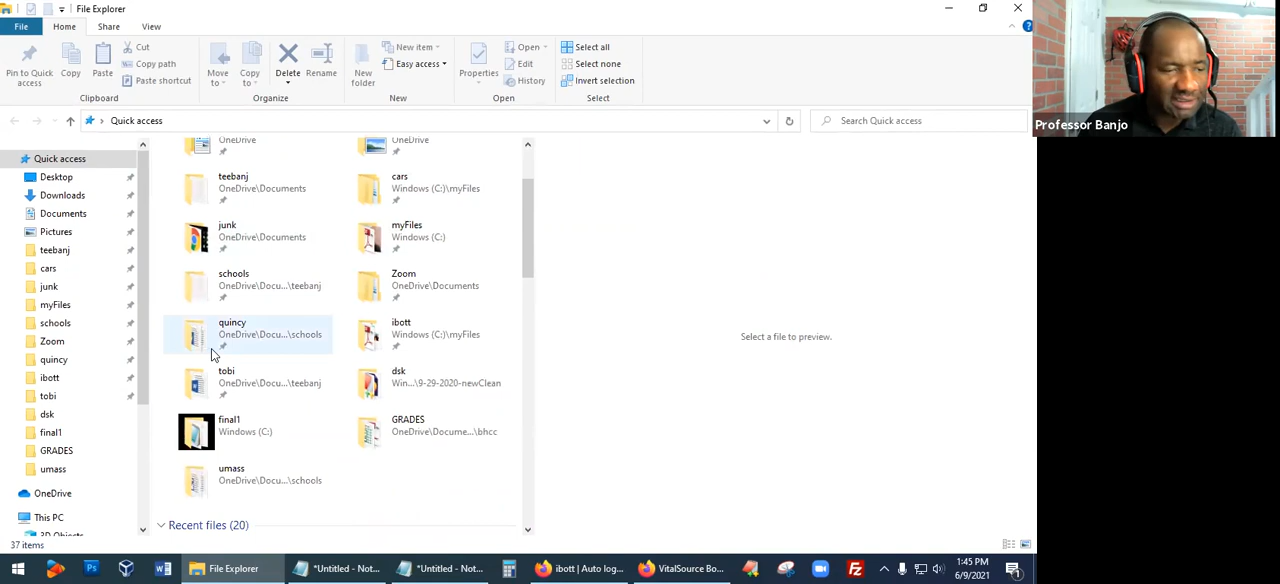 File Explorer
File
Home
Share
View
Pin to Quick access
Copy
Paste
Cut
Copy path
Paste shortcut
Clipboard
Move to
Copy to
Delete
Rename
Organize
New folder
New item
Easy access
New
Properties
Open
Edit
History
Open
Select all
Select none
Invert selection
Select
Quick access
Search Quick access
Professor Banjo
Quick access
Desktop
Downloads
Documents
Pictures
teebanj
cars
junk
myFiles
schools
Zoom
quincy
ibott
tobi
dsk
final1
GRADES
umass
OneDrive
This PC
3D Objects
OneDrive
OneDrive
teebanj
OneDrive\Documents
cars
Windows (C:)\myFiles
junk
OneDrive\Documents
myFiles
Windows (C:)
schools
OneDrive\Docu...\teebanj
Zoom
OneDrive\Documents
quincy
OneDrive\Docu...\schools
ibott
Windows (C:)\myFiles
tobi
OneDrive\Docu...\teebanj
dsk
Win...\9-29-2020-newClean
final1
Windows (C:)
GRADES
OneDrive\Docume...\bhcc
umass
OneDrive\Docu...\schools
Recent files (20)
Select a file to preview.
37 items
File Explorer
*Untitled - Not...
*Untitled - Not...
ibott | Auto log...
VitalSource Bo...
1:45 PM
6/9/2021